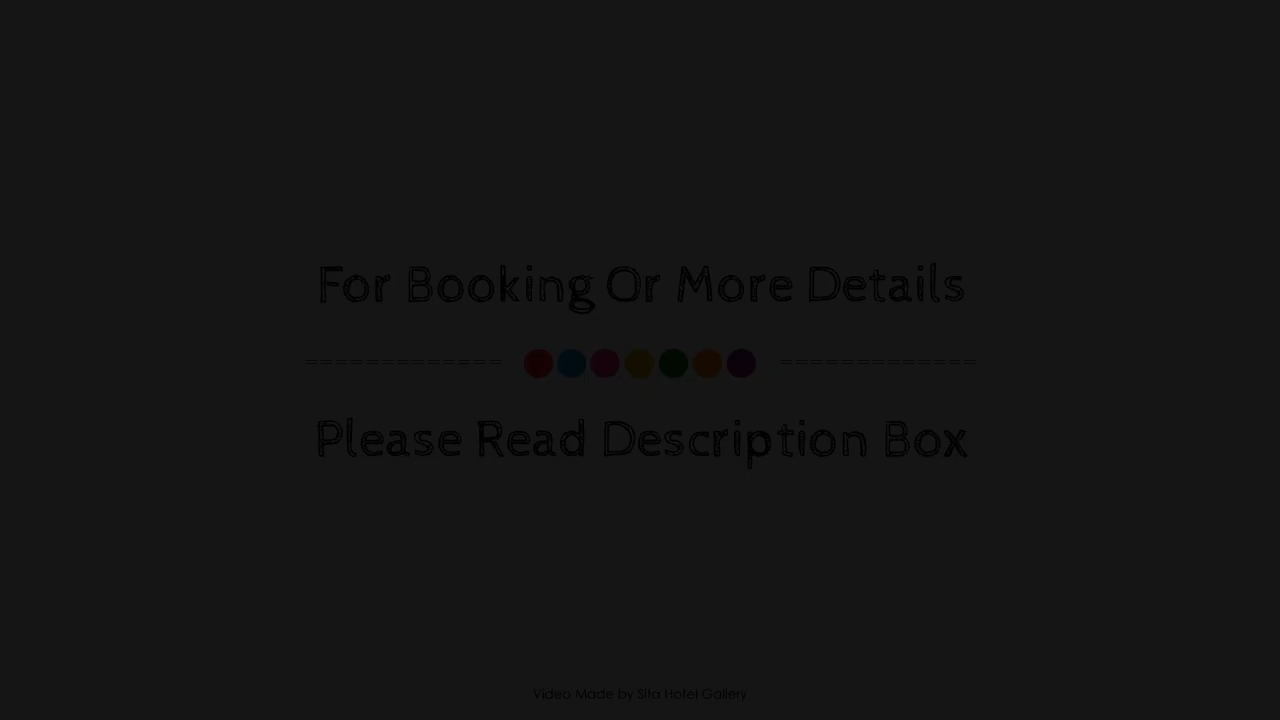 For Booking Or More Details
============= =============
Please Read Description Box
Video Made by Sita Hotel Gallery